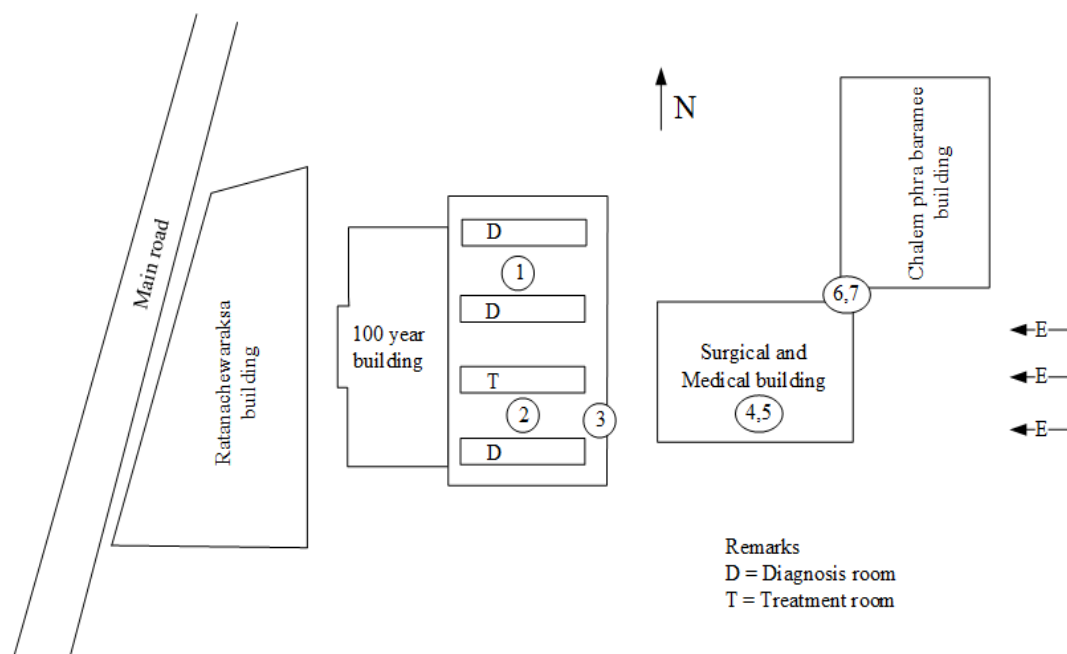 Main road
Ratanachewaraksa
building
100 year
building
D
1
D
T
2
3
D
N
Chalem phra baramee
building
6,7
Surgical and
Medical building
4,5
E
E
E
Remarks
D = Diagnosis room
T = Treatment room